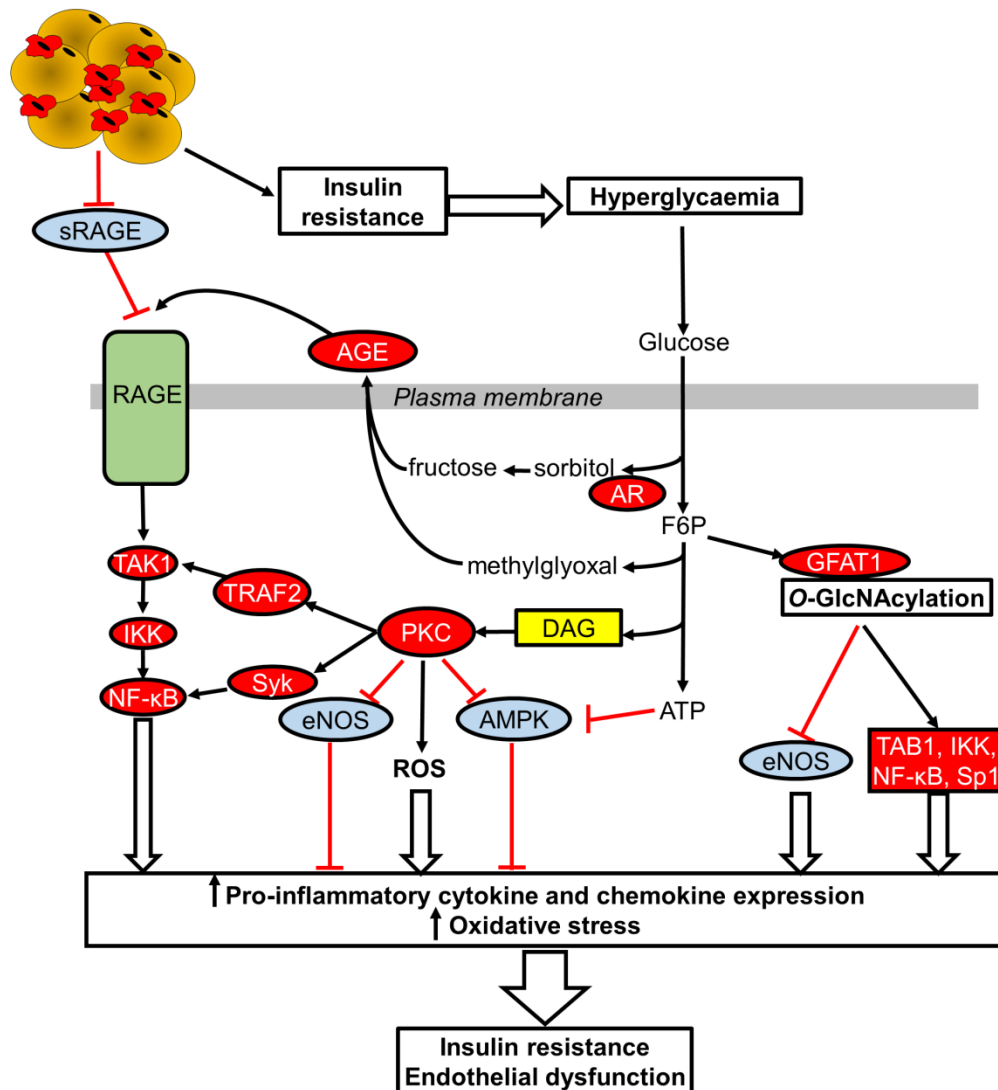 Insulin
resistance
Hyperglycaemia
sRAGE
Glucose
AGE
RAGE
Plasma membrane
fructose
sorbitol
AR
F6P
methylglyoxal
GFAT1
O-GlcNAcylation
TAK1
TRAF2
PKC
DAG
IKK
Syk
NF-κB
eNOS
AMPK
ATP
ROS
eNOS
TAB1, IKK,
NF-κB, Sp1
Pro-inflammatory cytokine and chemokine expression
Oxidative stress
Insulin resistance
Endothelial dysfunction